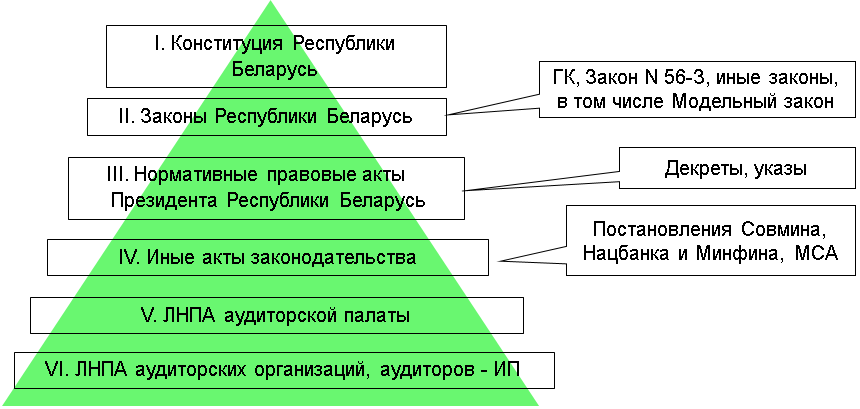 I. Конституция Республики
Беларусь
II. Законы Республики Беларусь
ГК, Закон N 56-З, иные законы,
в том числе Модельный закон
III. Нормативные правовые акты
Президента Республики Беларусь
Декреты, указы
IV. Иные акты законодательства
Постановления Совмина,
Нацбанка и Минфина, МСА
V. ЛНПА аудиторской палаты
VI. ЛНПА аудиторских организаций, аудиторов - ИП